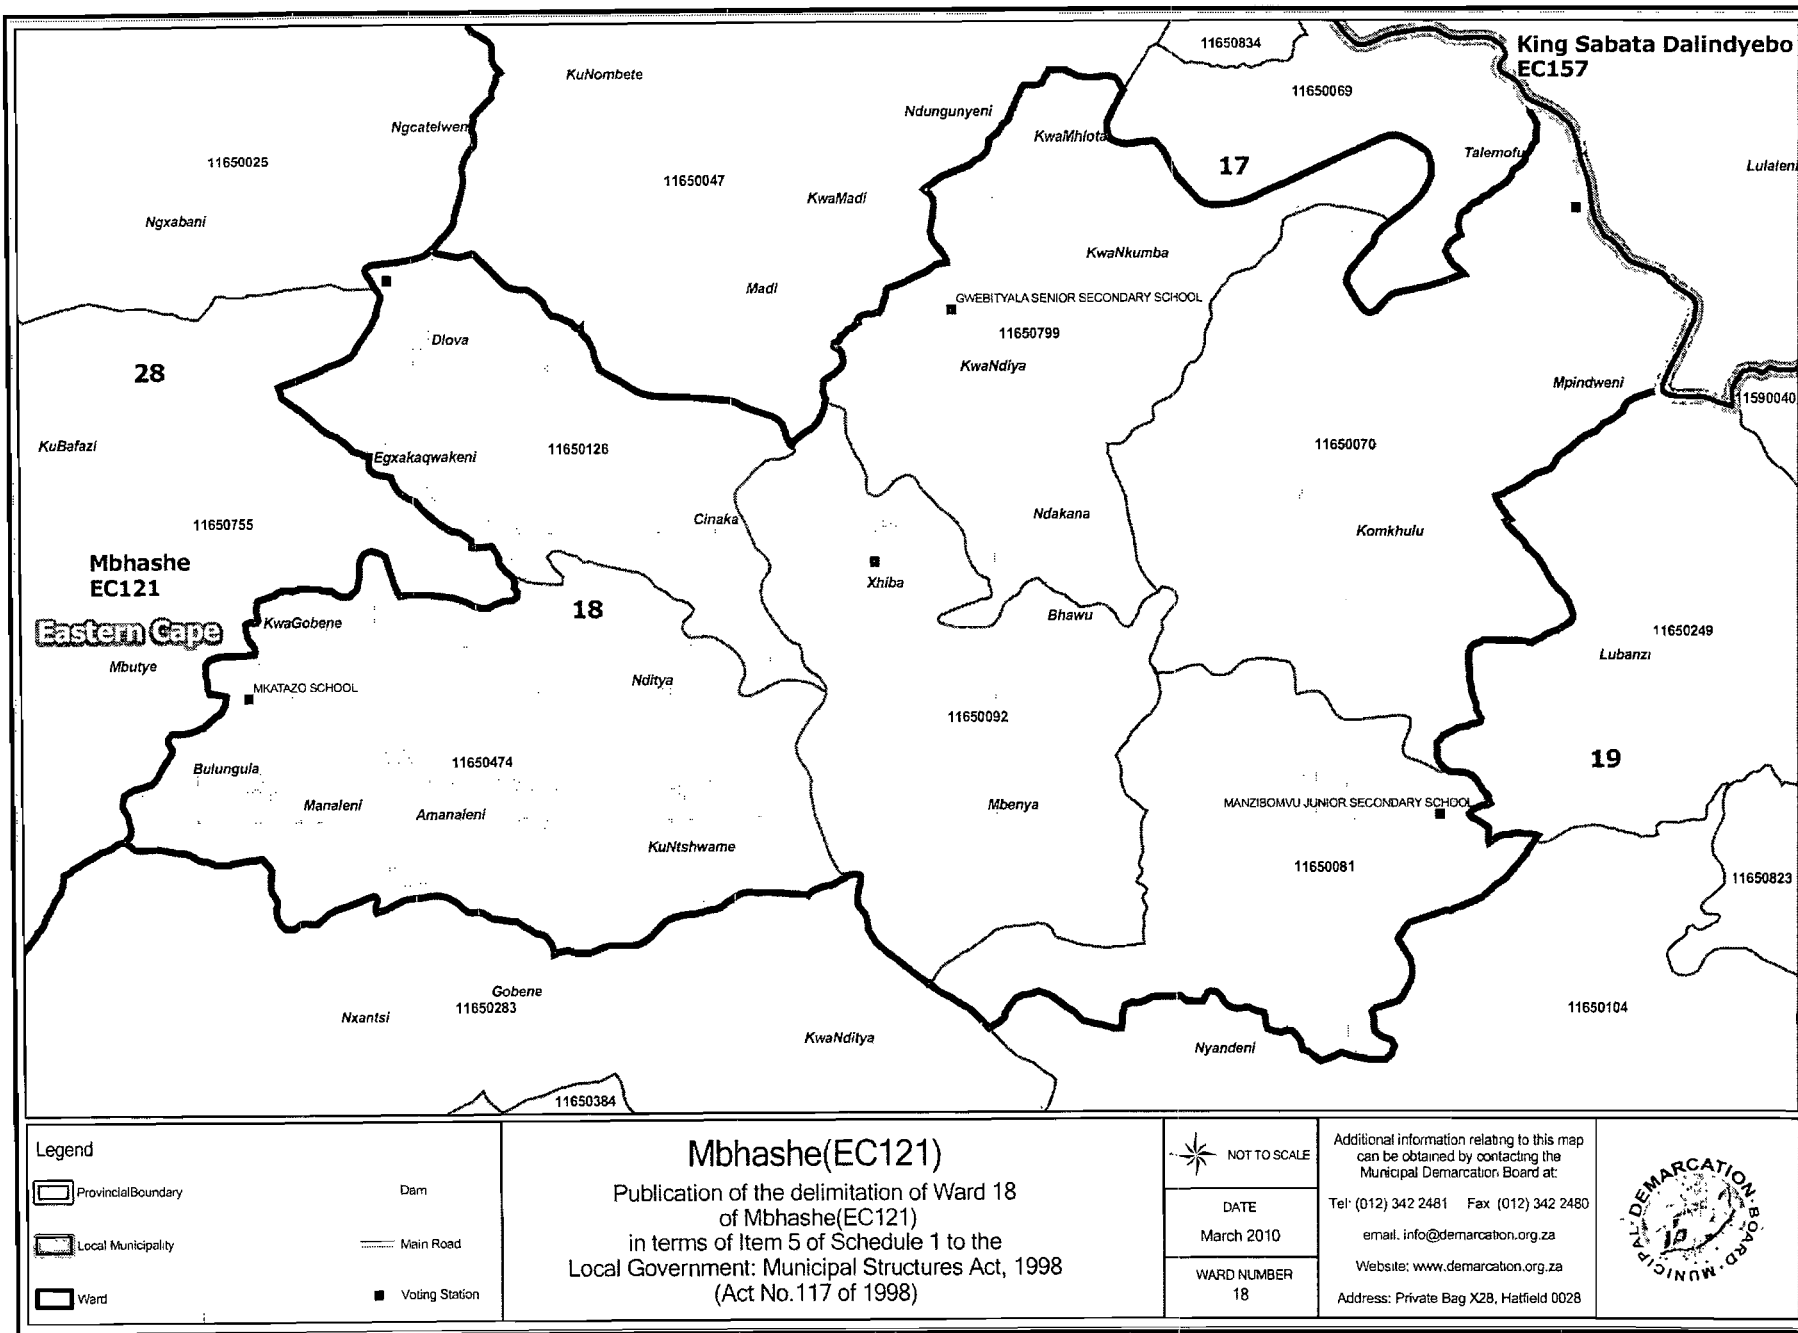 King Sabata Dalindyebo
EC157
11650834
KuNombete
11650069
Ndungunyeni
Ngcatelwen
KwaMhlota
11650025
17
Talemofu
Lulaleni
11650047
KwaMadi
Ngxabani
KwaNkumba
Madi
GWEBITYALA SENIOR SECONDARY SCHOOL
11650799
Dlova
28
KwaNdiya
Mpindweni
11590040
KuBafazi
11650126
11650070
Egxakaqwakeni
11650755
Cinaka
Ndakana
Komkhulu
Mbhashe
EC121
Xhiba
18
Bhawu
Eastern Cape
KwaGobene
11650249
Mbutye
Lubanzi
MKATAZO SCHOOL
Nditya
11650092
19
Bulungula
11650474
Manaleni
Amanaleni
Mbenya
MANZIBOMVU JUNIOR SECONDARY SCHOOL
KuNtshwame
11650081
11650823
Gobene
11650283
Nxantsi
11650104
KwaNditya
Nyandeni
11650384
Legend
ProvincialBoundary
Dam
Local Municipality
Main Road
Ward
Voting Station
Mbhashe(EC121)
Publication of the delimitation of Ward 18
of Mbhashe(EC121)
in terms of Item 5 of Schedule 1 to the
Local Government: Municipal Structures Act, 1998
(Act No.117 of 1998)
NOT TO SCALE
DATE
March 2010
WARD NUMBER
18
Additional information relating to this map
can be obtained by contacting the
Municipal Demarcation Board at:
Tel: (012) 342 2481 Fax (012) 342 2480
email. info@demarcation.org.za
Website: www.demarcation.org.za
Address: Private Bag X28, Hatfield 0028
MUNICIPAL DEMARCATION BOARD